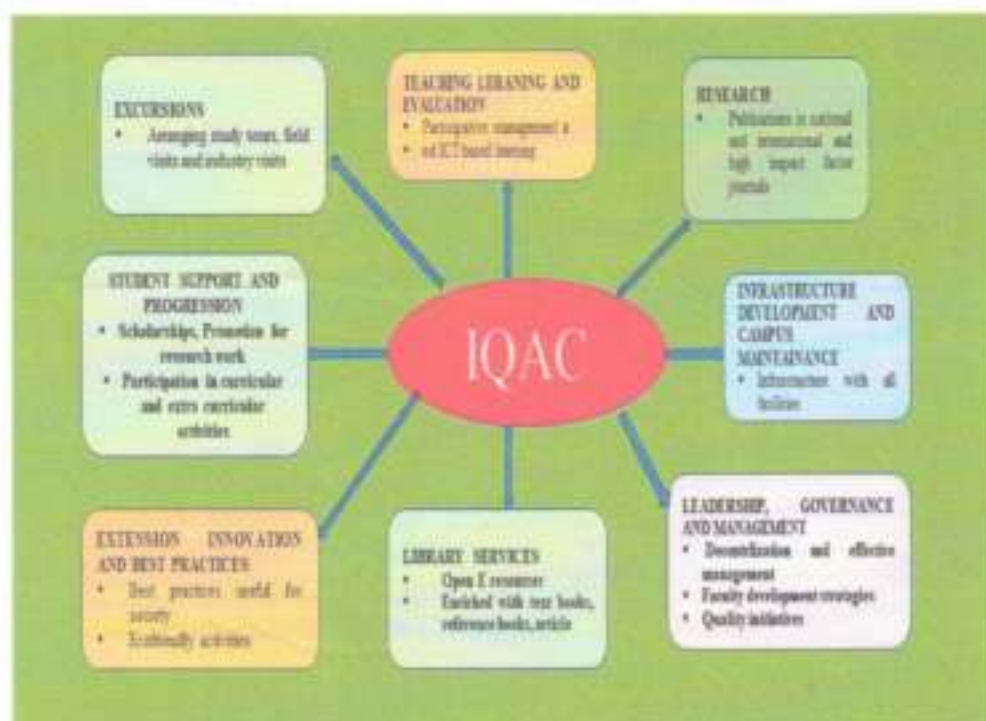 EXCURSIONS
• Arranging study tours, field
visits and industry visits
TEACHING LERANING AND
EVALUATION
• Participative management a
• nd ICT based learning
RESEARCH
• Publications in national
and international and
high impact factor
journals
STUDENT SUPPORT AND
PROGRESSION
• Scholarships, Promotion for
research work
• Participation in curricular
and extra curricular
activities
IQAC
INFRASTRUCTURE
DEVELOPMENT AND
CAMPUS
MAINTAINVANCE
• Infrastructure with all
facilities
EXTENSION INNOVATION
AND BEST PRACTICES
• Best practices useful for
society
• Ecofriendly activities
LIBRARY SERVICES
• Open E resources
• Enriched with text books,
reference books, article
LEADERSHIP, GOVERNANCE
AND MANAGEMENT
• Decentrlization and effective
management
• Faculty development strategies
• Quality initiatives